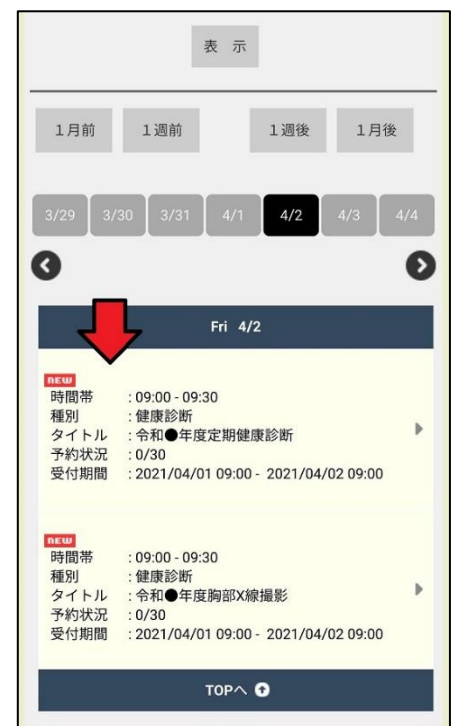 表 示
1月前 1週前 1週後 1月後
3/29 3/30 3/31 4/1 4/2 4/3 4/4
Fri 4/2
NEW
時間帯 : 09:00 - 09:30
種別 : 健康診断
タイトル : 令和●年度定期健康診断
予約状況 : 0/30
受付期間 : 2021/04/01 09:00 - 2021/04/02 09:00
NEW
時間帯 : 09:00 - 09:30
種別 : 健康診断
タイトル : 令和●年度胸部X線撮影
予約状況 : 0/30
受付期間 : 2021/04/01 09:00 - 2021/04/02 09:00
TOPへ